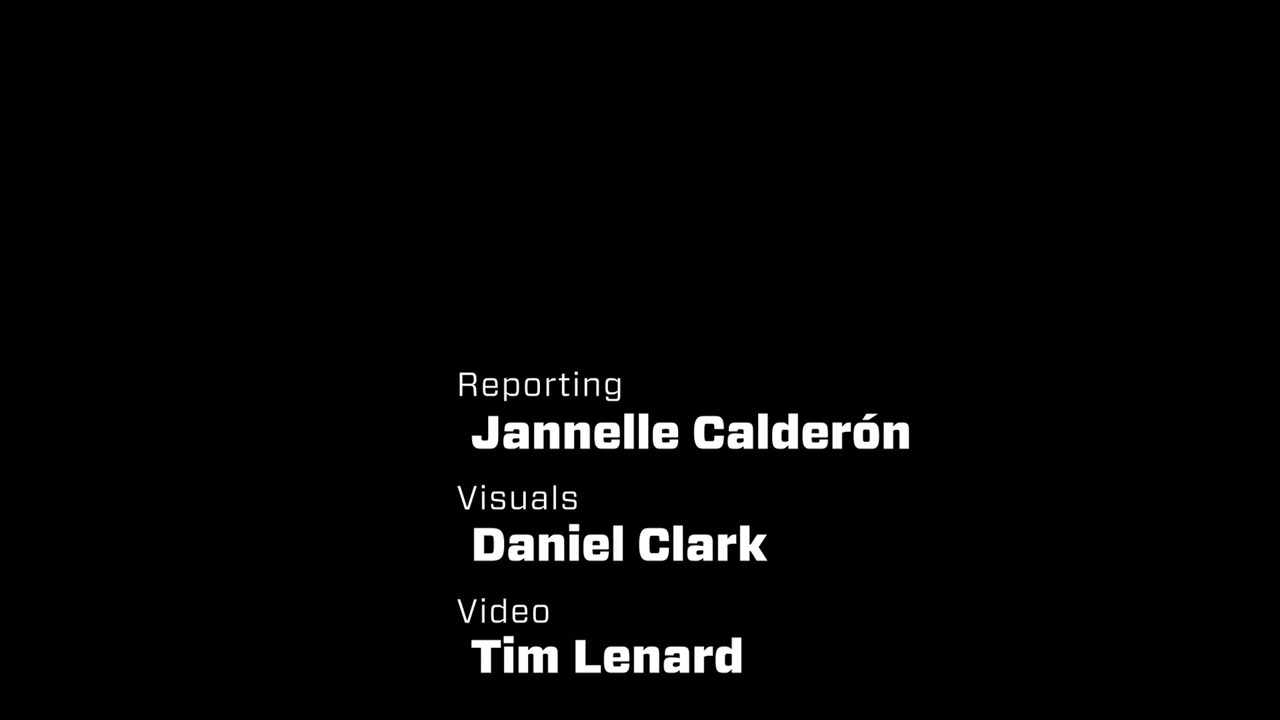 Reporting
Jannelle Calderón
Visuals
Daniel Clark
Video
Tim Lenard